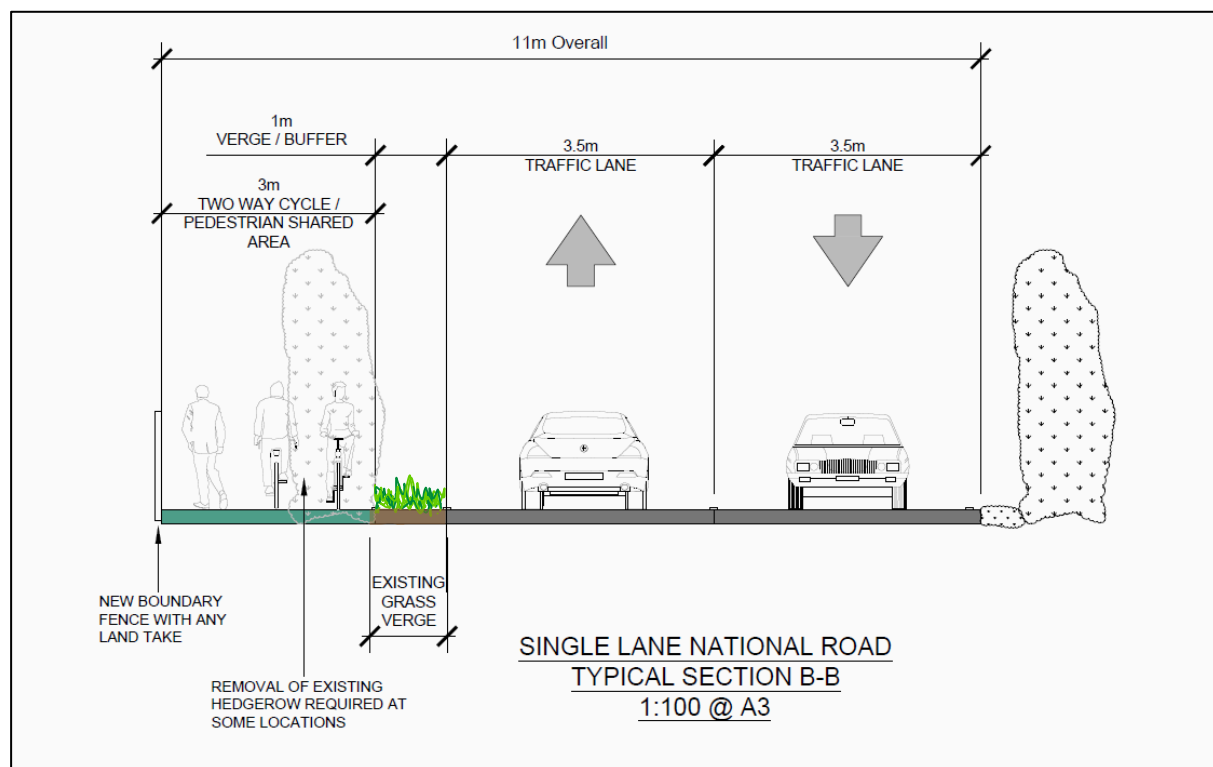 11m Overall
1m
VERGE / BUFFER
3.5m
TRAFFIC LANE
3.5m
TRAFFIC LANE
3m
TWO WAY CYCLE /
PEDESTRIAN SHARED
AREA
EXISTING
GRASS
VERGE
NEW BOUNDARY
FENCE WITH ANY
LAND TAKE
REMOVAL OF EXISTING
HEDGEROW REQUIRED AT
SOME LOCATIONS
SINGLE LANE NATIONAL ROAD
TYPICAL SECTION B-B
1:100 @ A3